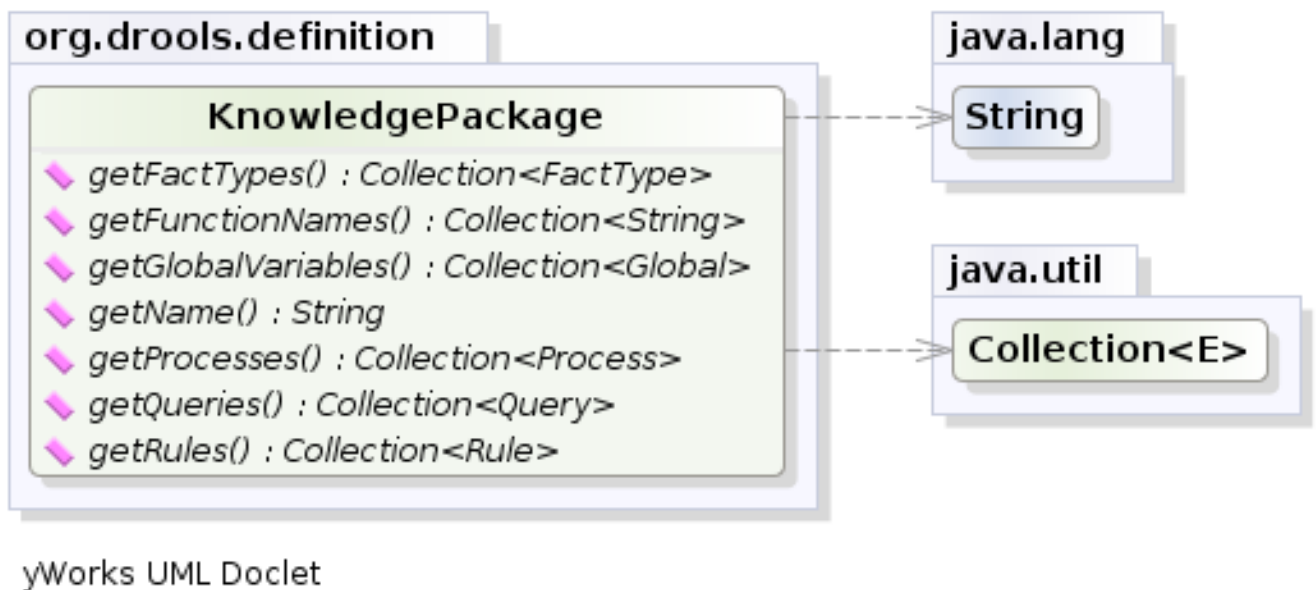 org.drools.definition
KnowledgePackage
getFactTypes() : Collection<FactType>
getFunctionNames() : Collection<String>
getGlobalVariables() : Collection<Global>
getName() : String
getProcesses() : Collection<Process>
getQueries() : Collection<Query>
getRules() : Collection<Rule>
java.lang
String
java.util
Collection<E>
yWorks UML Doclet